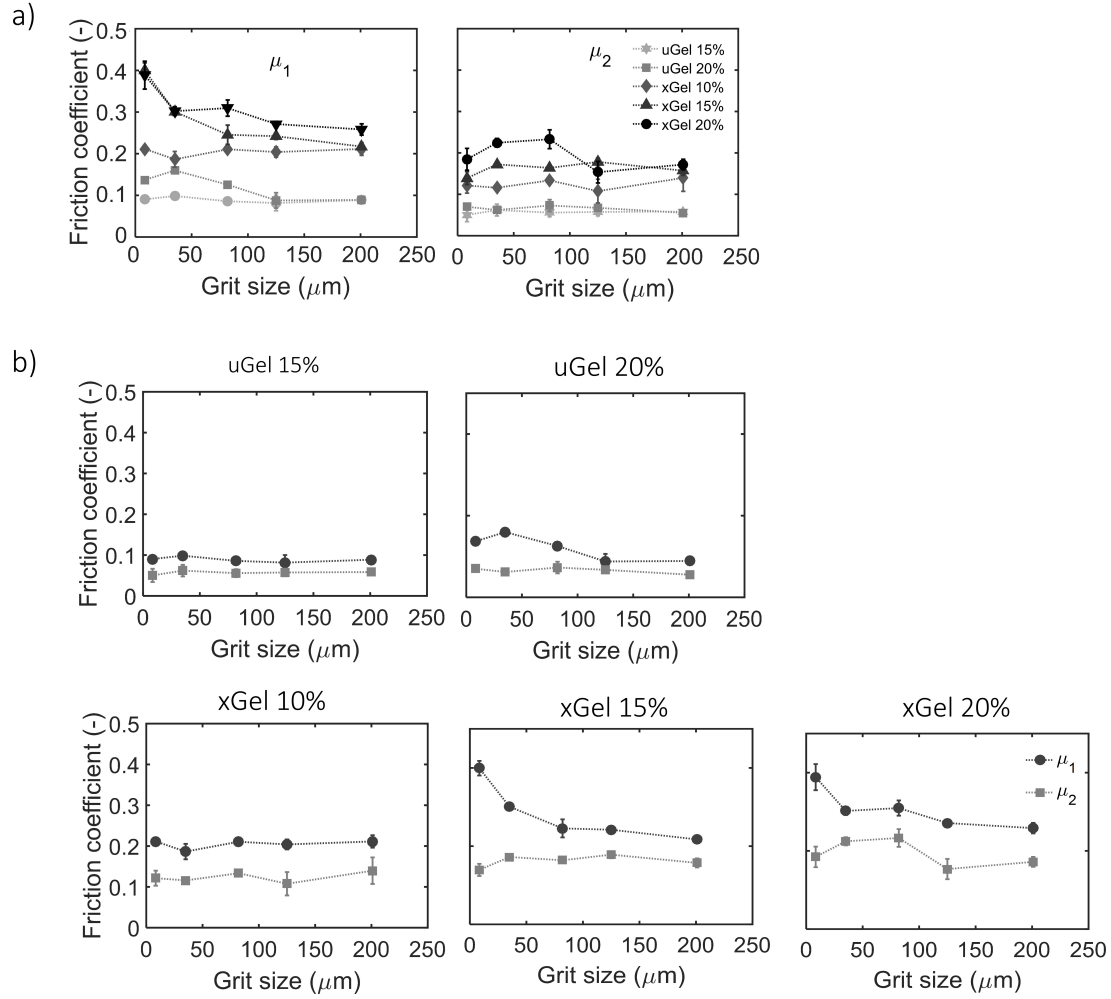 a)
μ1
μ2
uGel 15%
uGel 20%
xGel 10%
xGel 15%
xGel 20%
Friction coefficient (-)
0.5
0.4
0.3
0.2
0.1
0
0 50 100 150 200 250
0 50 100 150 200 250
Grit size (μm)
Grit size (μm)
b)
uGel 15%
uGel 20%
Friction coefficient (-)
0.5
0.4
0.3
0.2
0.1
0
0 50 100 150 200 250
0 50 100 150 200 250
Grit size (μm)
Grit size (μm)
xGel 10%
xGel 15%
xGel 20%
Friction coefficient (-)
0.5
0.4
0.3
0.2
0.1
0
μ1
μ2
0 50 100 150 200 250
0 50 100 150 200 250
0 50 100 150 200 250
Grit size (μm)
Grit size (μm)
Grit size (μm)